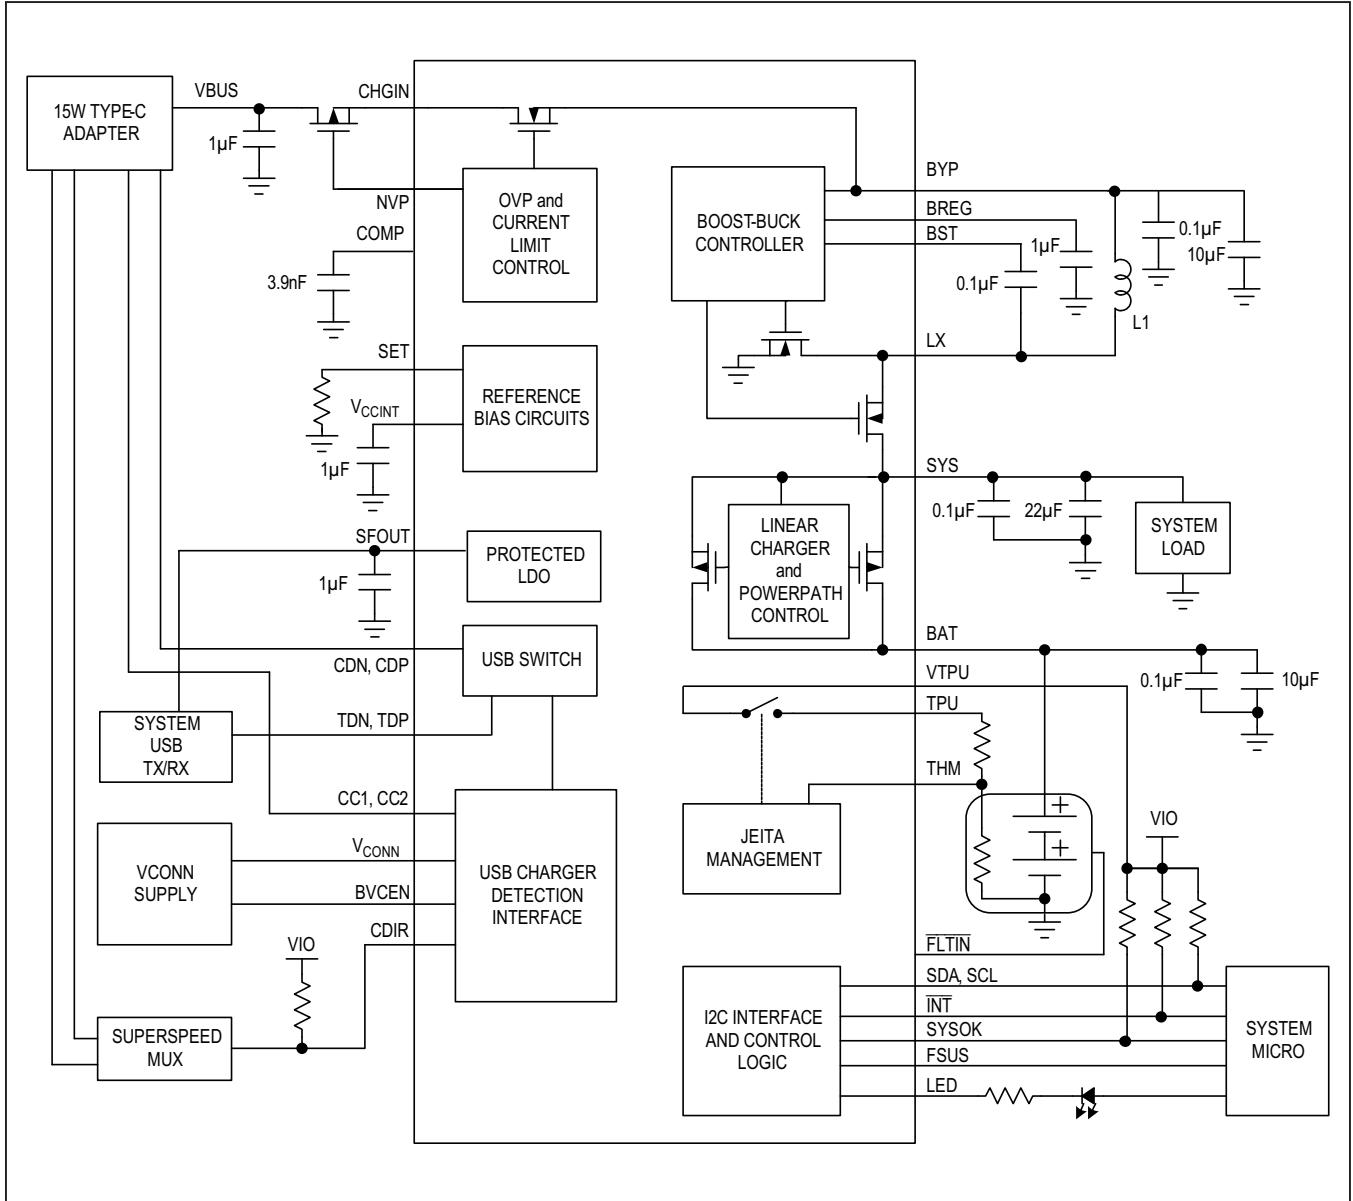 15W TYPE-C
ADAPTER
VBUS
1µF
CHGIN
NVP
COMP
3.9nF
OVP and
CURRENT
LIMIT
CONTROL
BOOST-BUCK
CONTROLLER
BYP
BREG
BST
1µF
0.1µF
0.1µF
10µF
L1
LX
SET
VCCINT
1µF
REFERENCE
BIAS CIRCUITS
SYS
0.1µF
22µF
SYSTEM
LOAD
LINEAR
CHARGER
and
POWERPATH
CONTROL
SFOUT
1µF
PROTECTED
LDO
BAT
0.1µF
10µF
USB SWITCH
CDN, CDP
TDN, TDP
SYSTEM
USB
TX/RX
VTPU
TPU
THM
JEITA
MANAGEMENT
+
+
VIO
CC1, CC2
VCONN
BVCEN
CDIR
VCONN
SUPPLY
USB CHARGER
DETECTION
INTERFACE
VIO
SUPERSPEED
MUX
FLTIN
SDA, SCL
INT
SYSOK
FSUS
LED
I2C INTERFACE
AND CONTROL
LOGIC
SYSTEM
MICRO